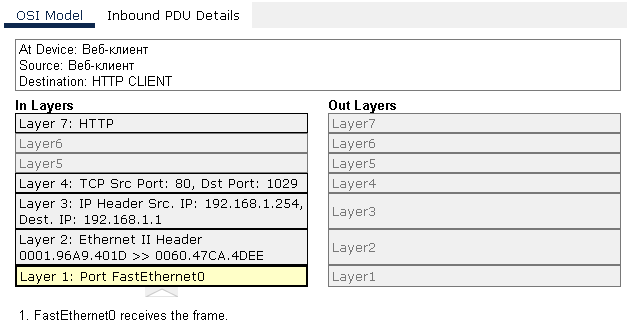 OSI Model Inbound PDU Details
At Device: Веб-клиент
Source: Веб-клиент
Destination: HTTP CLIENT
In Layers
Layer 7: HTTP
Layer6
Layer5
Layer 4: TCP Src Port: 80, Dst Port: 1029
Layer 3: IP Header Src. IP: 192.168.1.254,
Dest. IP: 192.168.1.1
Layer 2: Ethernet II Header
0001.96A9.401D >> 0060.47CA.4DEE
Layer 1: Port FastEthernet0
Out Layers
Layer7
Layer6
Layer5
Layer4
Layer3
Layer2
Layer1
1. FastEthernet0 receives the frame.